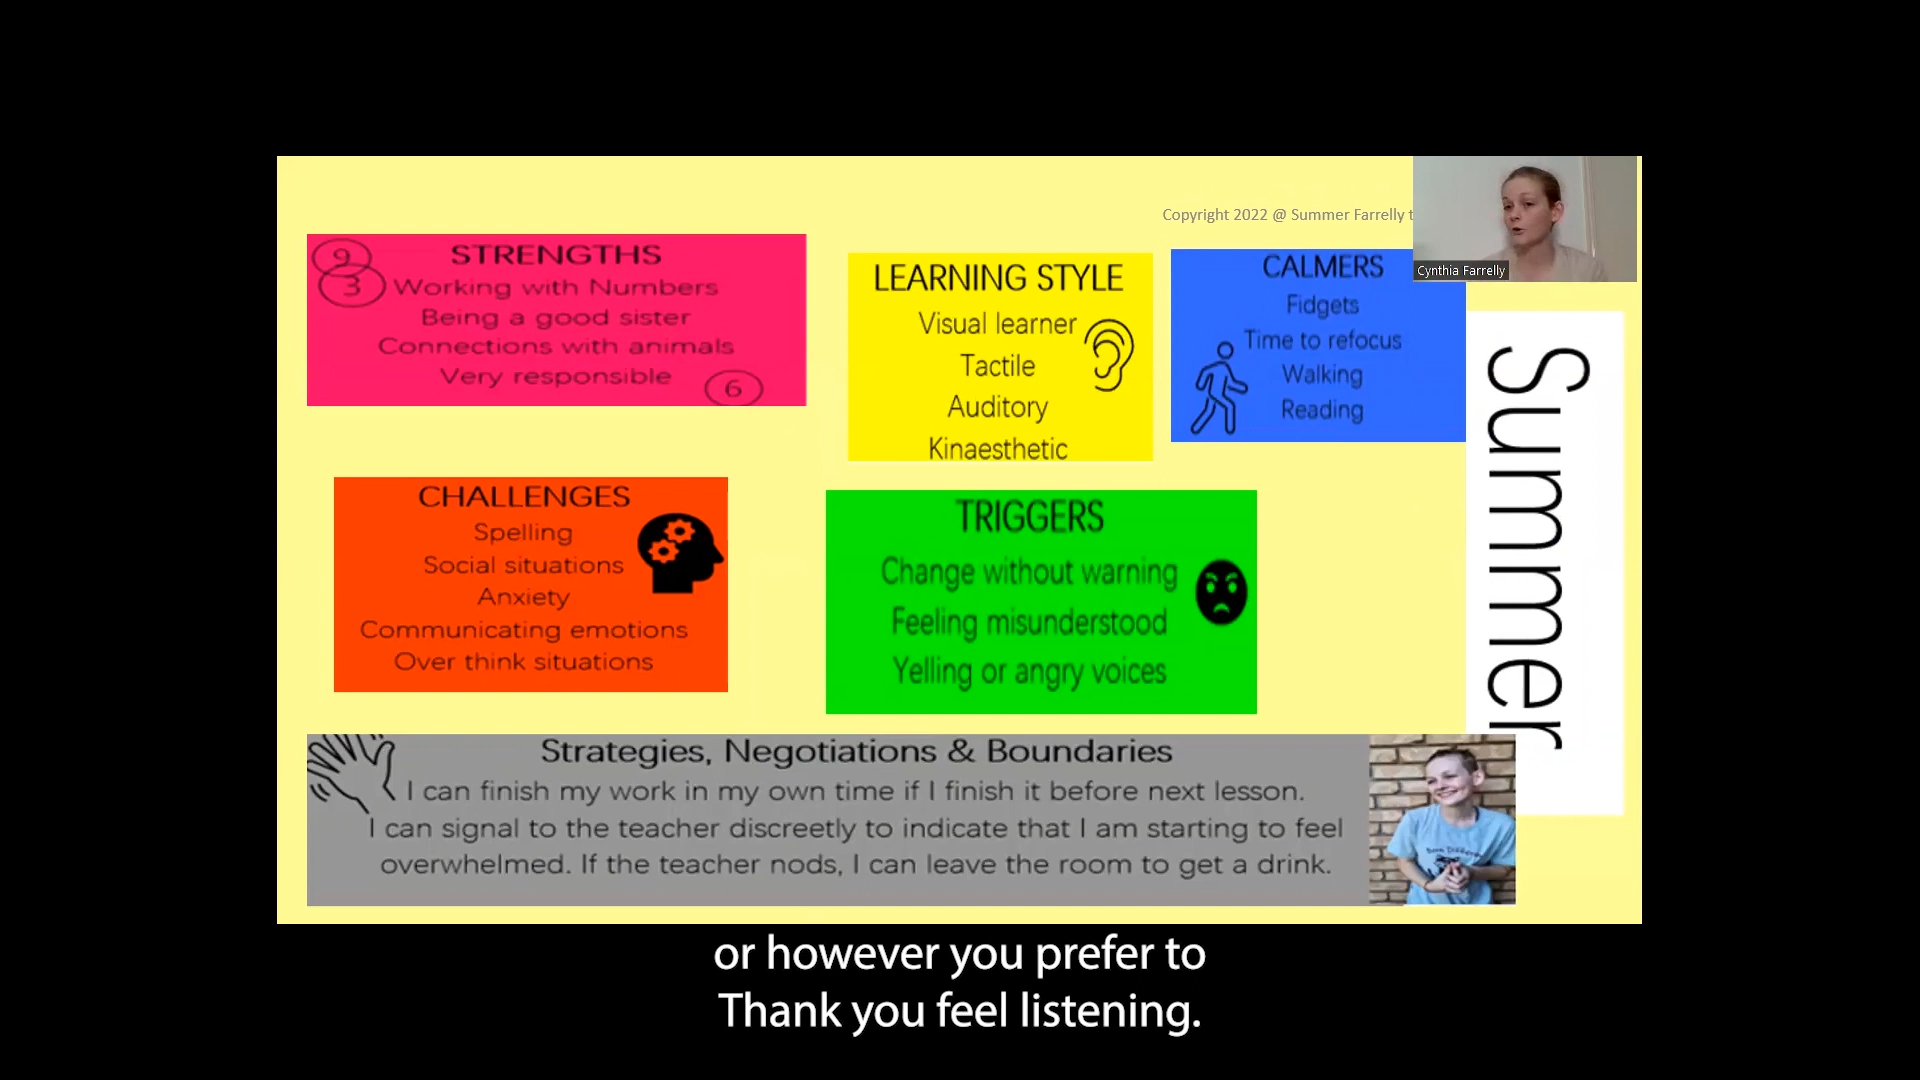 Copyright 2022 @ Summer Farrelly t
Cynthia Farrelly
9
3
STRENGTHS
Working with Numbers
Being a good sister
Connections with animals
Very responsible
6
LEARNING STYLE
Visual learner
Tactile
Auditory
Kinaesthetic
CALMERS
Fidgets
Time to refocus
Walking
Reading
Summer
CHALLENGES
Spelling
Social situations
Anxiety
Communicating emotions
Over think situations
TRIGGERS
Change without warning
Feeling misunderstood
Yelling or angry voices
Strategies, Negotiations & Boundaries
I can finish my work in my own time if I finish it before next lesson.
I can signal to the teacher discreetly to indicate that I am starting to feel
overwhelmed. If the teacher nods, I can leave the room to get a drink.
or however you prefer to
Thank you feel listening.